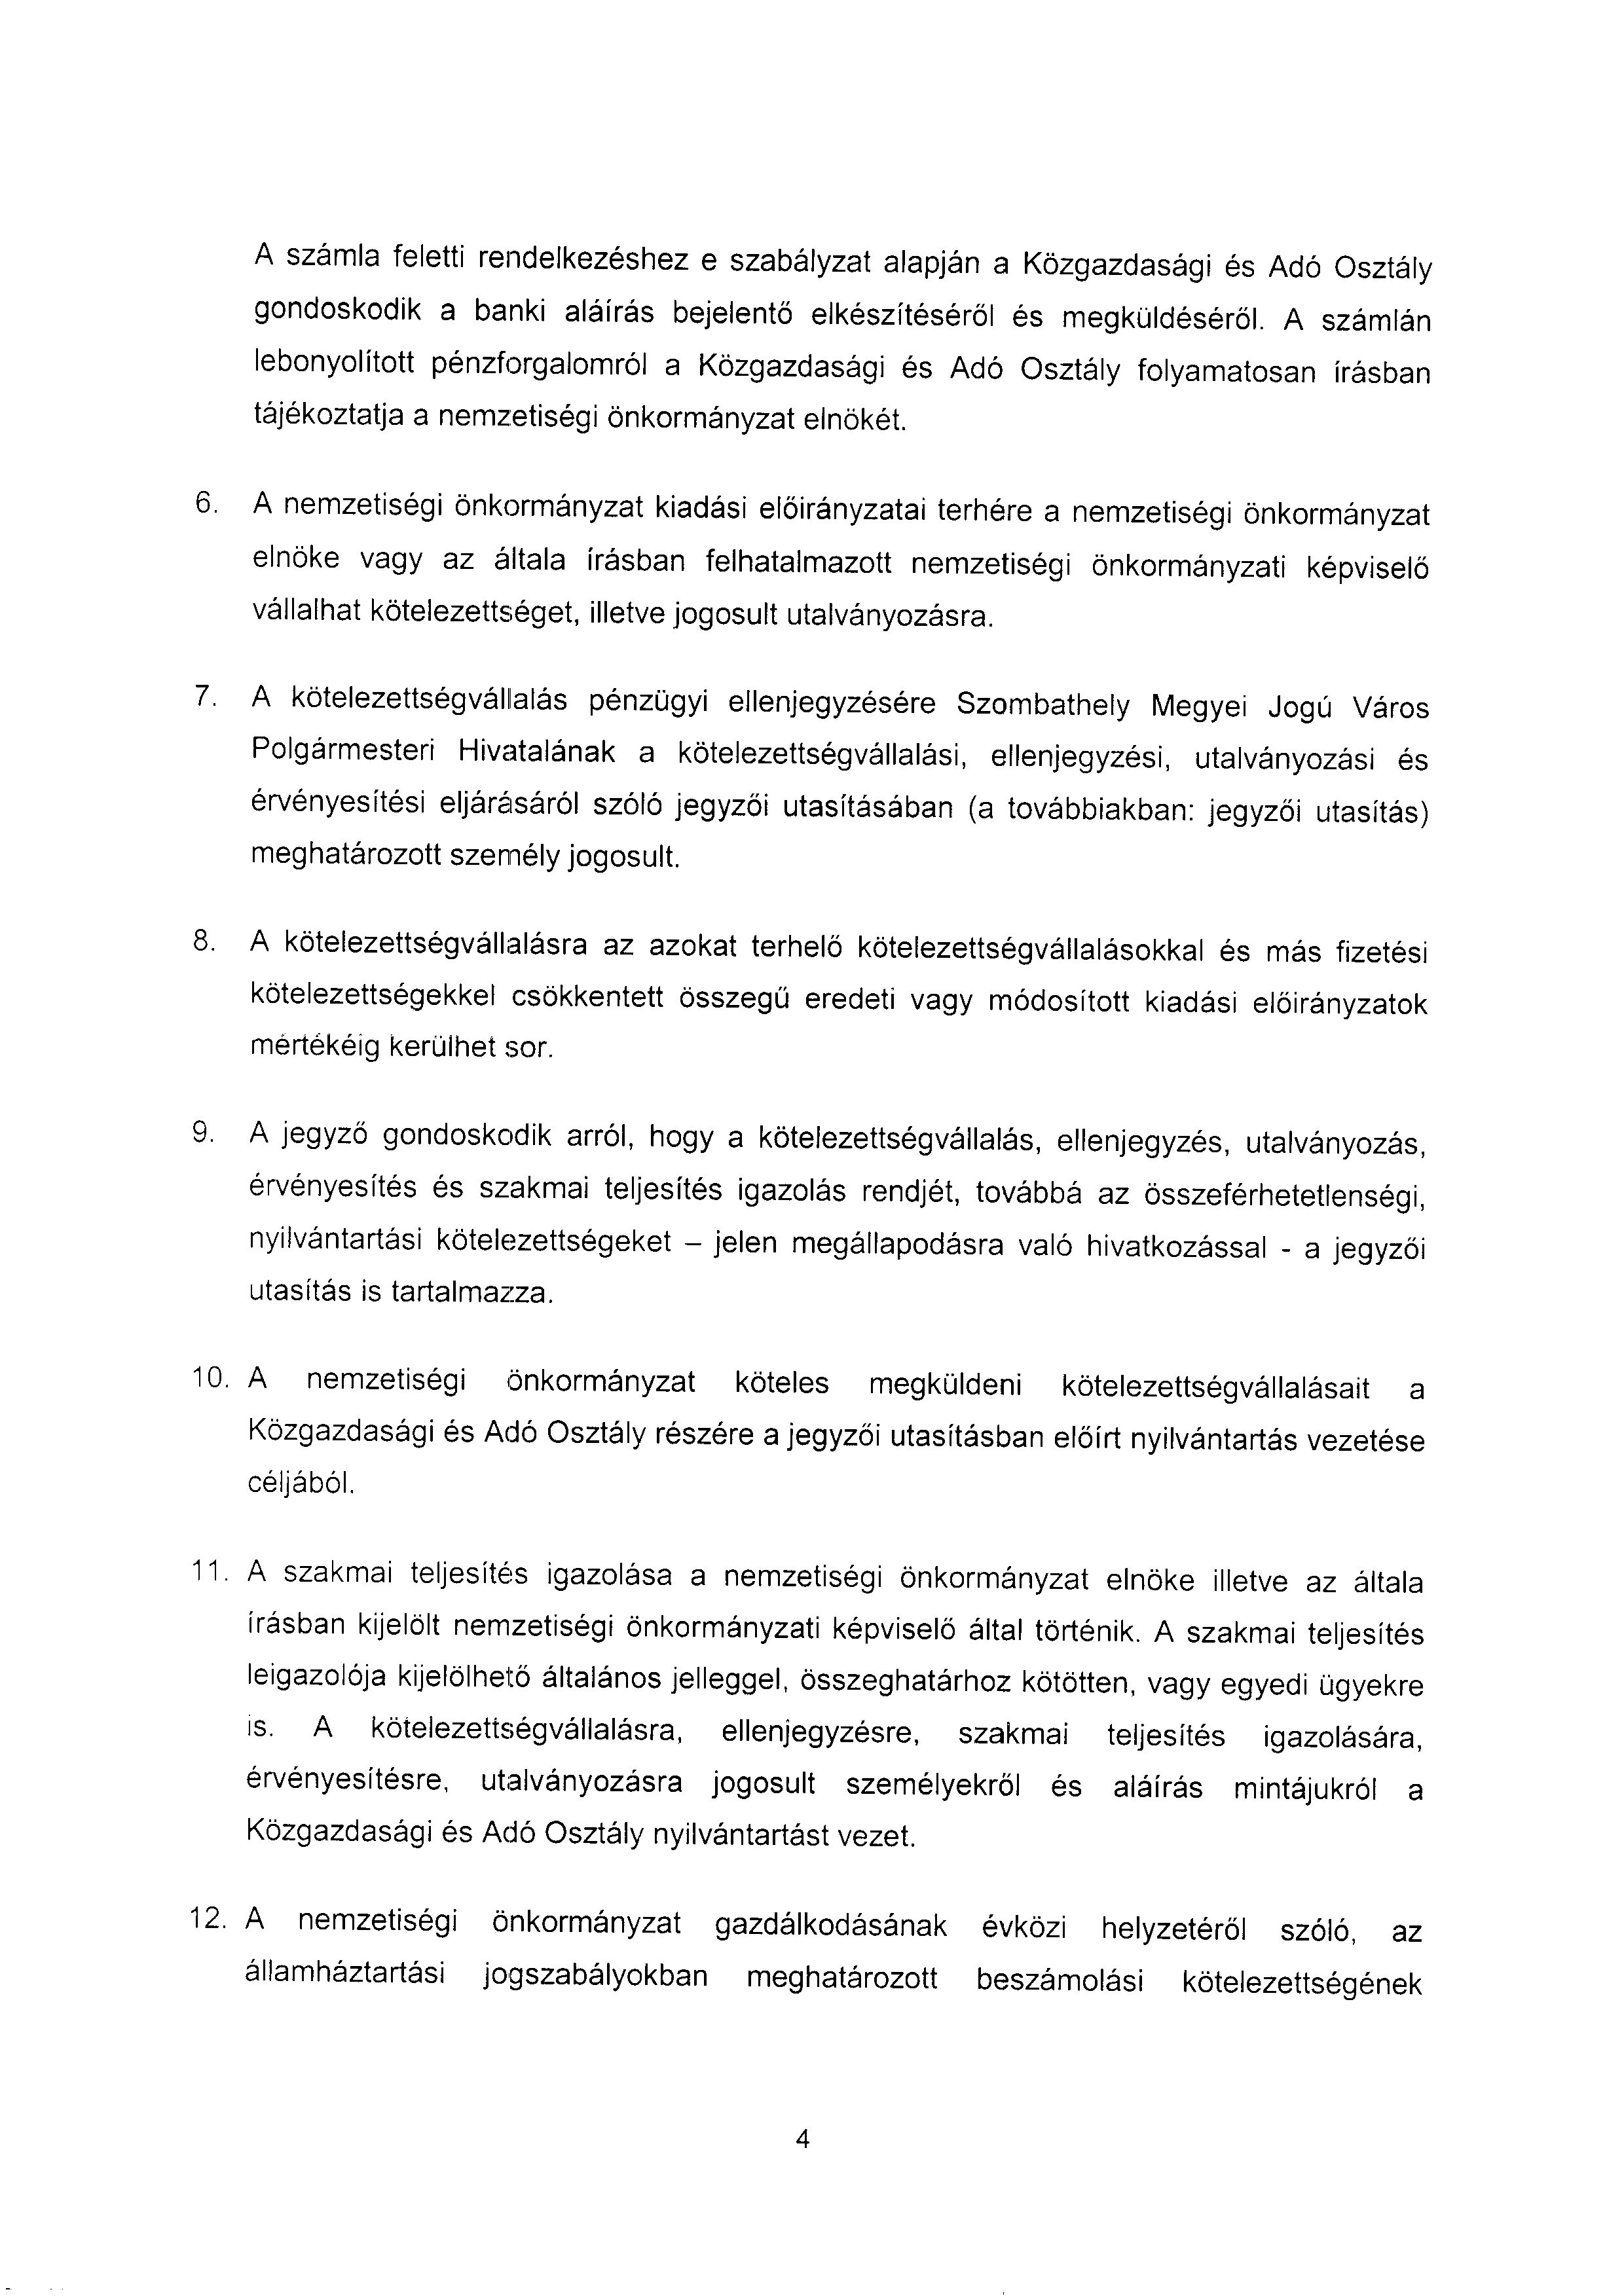 A számla feletti rendelkezéshez e szabályzat alapján a Közgazdasági és Adó Osztály
gondoskodik a banki aláírás bejelentő elkészítéséről és megküldéséről. A számlán
lebonyolított pénzforgalomról a Közgazdasági és Adó Osztály folyamatosan írásban
tájékoztatja a nemzetiségi önkormányzat elnökét.
6. A nemzetiségi önkormányzat kiadási előirányzatai terhére a nemzetiségi önkormányzat
elnöke vagy az általa írásban felhatalmazott nemzetiségi önkormányzati képviselő
vállalhat kötelezettséget, illetve jogosult utalványozásra.
7. A kötelezettségvállalás pénzügyi ellenjegyzésére Szombathely Megyei Jogú Város
Polgármesteri Hivatalának a kötelezettségvállalási, ellenjegyzési, utalványozási és
érvényesítési eljárásáról szóló jegyzői utasításában (a továbbiakban: jegyzői utasítás)
meghatározott személy jogosult.
8. A kötelezettségvállalásra az azokat terhelő kötelezettségvállalásokkal és más fizetési
kötelezettségekkel csökkentett összegű eredeti vagy módosított kiadási előirányzatok
mértékéig kerülhet sor.
9. A jegyző gondoskodik arról, hogy a kötelezettségvállalás, ellenjegyzés, utalványozás,
érvényesítés és szakmai teljesítés igazolás rendjét, továbbá az összeférhetetlenségi,
nyilvántartási kötelezettségeket – jelen megállapodásra való hivatkozással - a jegyzői
utasítás is tartalmazza.
10. A nemzetiségi önkormányzat köteles megküldeni kötelezettségvállalásait a
Közgazdasági és Adó Osztály részére a jegyzői utasításban előírt nyilvántartás vezetése
céljából.
11. A szakmai teljesítés igazolása a nemzetiségi önkormányzat elnöke illetve az általa
írásban kijelölt nemzetiségi önkormányzati képviselő által történik. A szakmai teljesítés
leigazolója kijelölhető általános jelleggel, összeghatárhoz kötötten, vagy egyedi ügyekre
is. A kötelezettségvállalásra, ellenjegyzésre, szakmai teljesítés igazolására,
érvényesítésre, utalványozásra jogosult személyekről és aláírás mintájukról a
Közgazdasági és Adó Osztály nyilvántartást vezet.
12. A nemzetiségi önkormányzat gazdálkodásának évközi helyzetéről szóló, az
államháztartási jogszabályokban meghatározott beszámolási kötelezettségének
4